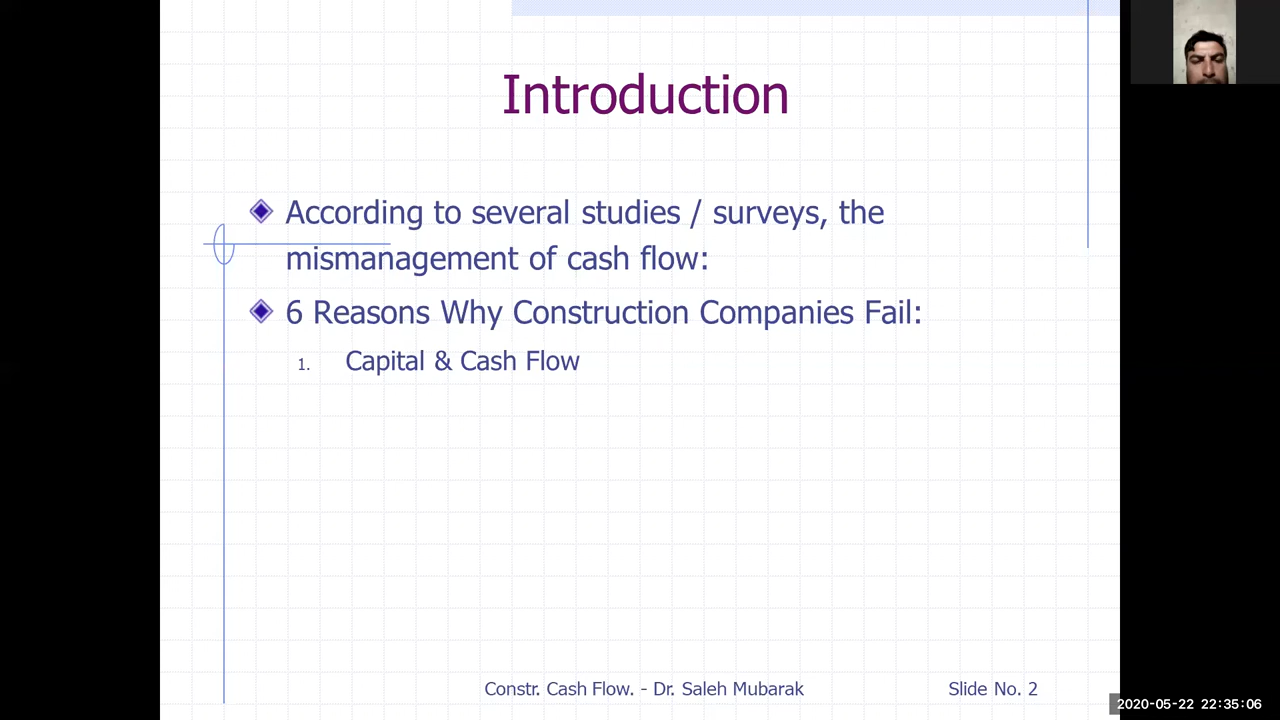 Introduction
According to several studies / surveys, the
mismanagement of cash flow:
6 Reasons Why Construction Companies Fail:
1. Capital & Cash Flow
Constr. Cash Flow. - Dr. Saleh Mubarak
Slide No. 2
2020-05-22 22:35:06